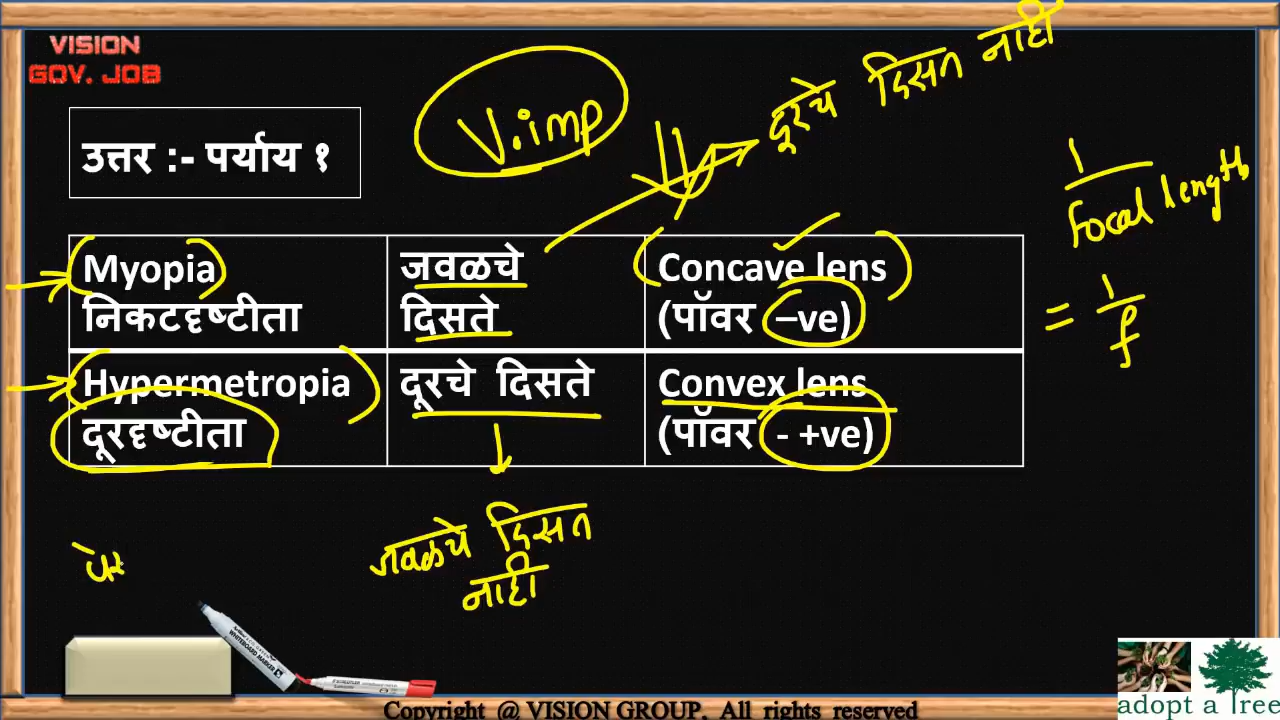 VISION
GOV. JOB
V.imp
दूरचे दिसत नाही
उत्तर :- पर्याय १
1
Focal length
= 1
f
Myopia
निकटदृष्टीता
जवळचे
दिसते
Concave lens
(पॉवर –ve)
Hypermetropia
दूरदृष्टीता
दूरचे दिसते
Convex lens
(पॉवर - +ve)
जवळचे दिसत
नाही
adopt a Tree
Copyright @ VISION GROUP. All rights reserved